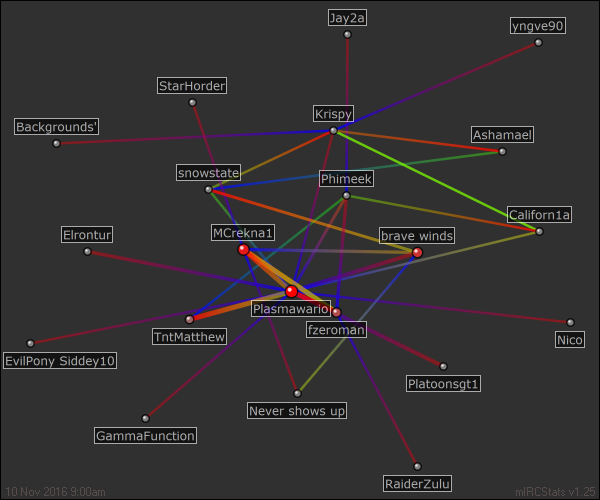 Jay2a
yngve90
StarHorder
Krispy
Backgrounds'
Ashamael
snowstate
Phimeek
Californ1a
Elrontur
MCrekna1
brave winds
Plasmawario
fzeroman
TntMatthew
Nico
EvilPony Siddey10
Platoonsgt1
Never shows up
GammaFunction
RaiderZulu
10 Nov 2016 9:00am
mIRCStats v1.25